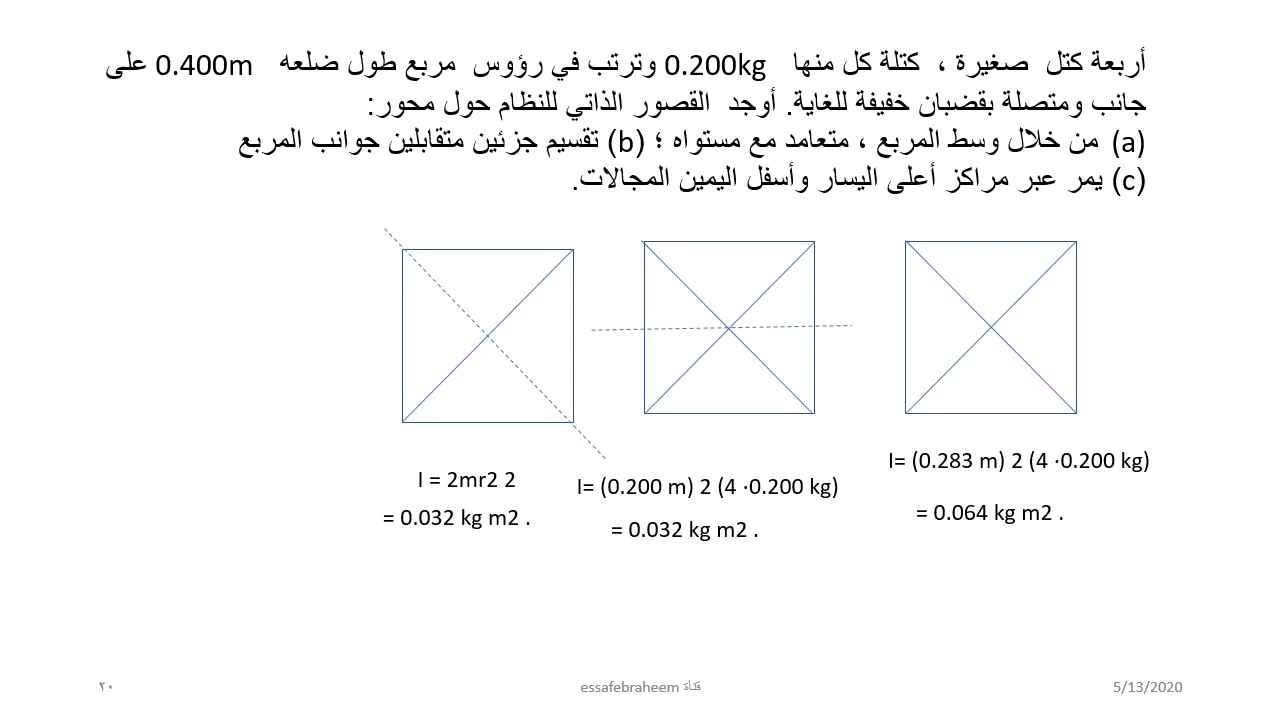 أربعة كتل صغيرة ، كتلة كل منها 0.200kg وترتب في رؤوس مربع طول ضلعه 0.400m على
جانب ومتصلة بقضبان خفيفة للغاية. أوجد القصور الذاتي للنظام حول محور:
(a) من خلال وسط المربع ، متعامد مع مستواه ؛ (b) تقسيم جزئين متقابلين جوانب المربع
(c) يمر عبر مراكز أعلى اليسار وأسفل اليمين المجالات.
I= (0.283 m) 2 (4 ·0.200 kg)
= 0.064 kg m2 .
I= (0.200 m) 2 (4 ·0.200 kg)
= 0.032 kg m2 .
I = 2mr2 2
= 0.032 kg m2 .
٢٠
قناة essafebraheem
5/13/2020